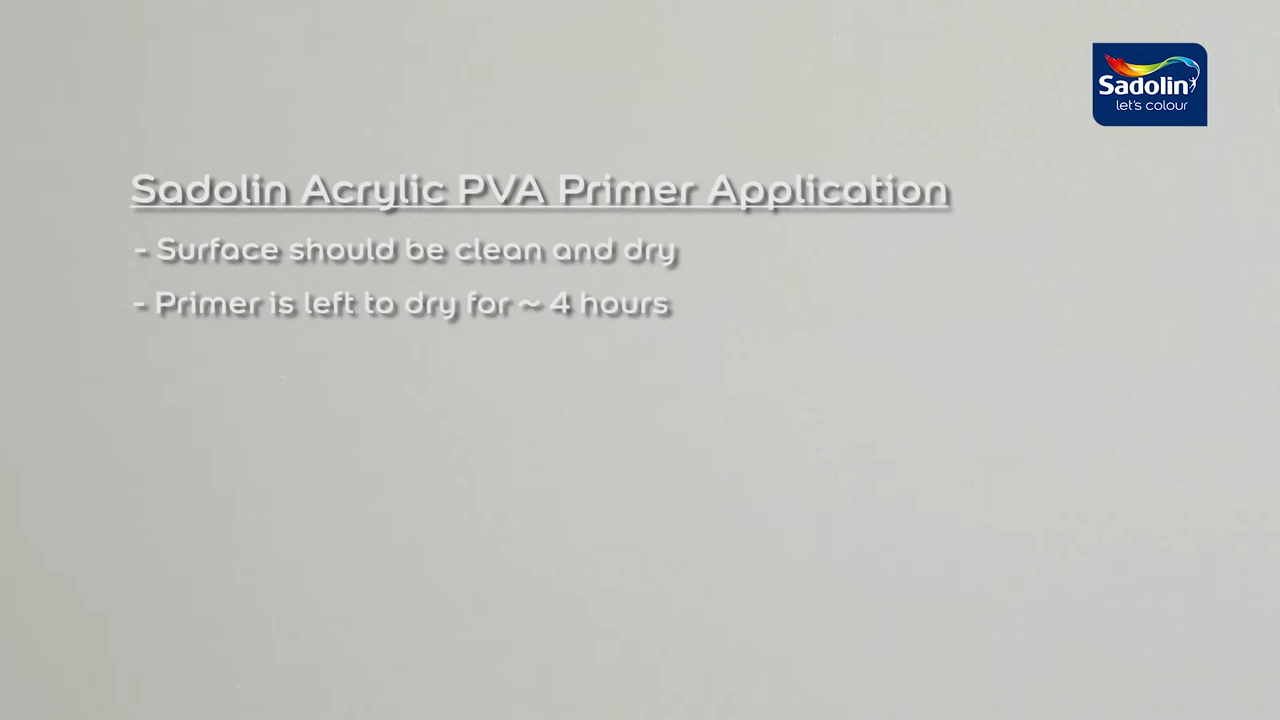 Sadolin
let's colour
Sadolin Acrylic PVA Primer Application
- Surface should be clean and dry
- Primer is left to dry for ~ 4 hours